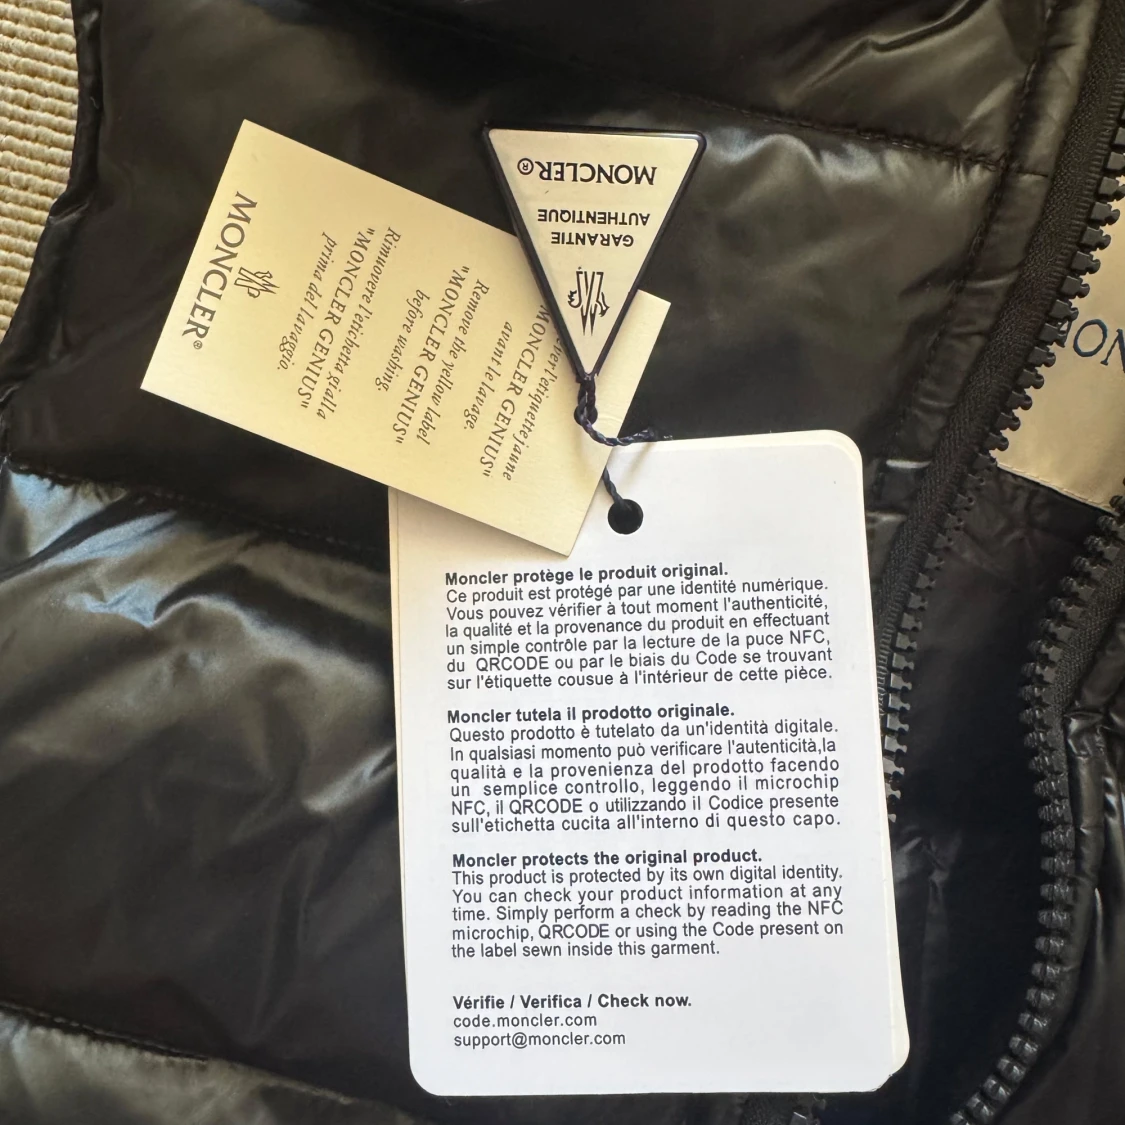 MONCLER®
Rimuovere l'etichetta gialla
"MONCLER GENIUS"
prima del lavaggio.
Remove the yellow label
"MONCLER GENIUS"
before washing.
l'etiquette jaune
MONCLER GENIUS"
avant le lavage.
MONCLER®
AUTHENTIQUE
GARANTIE
Moncler protège le produit original.
Ce produit est protégé par une identité numérique.
Vous pouvez vérifier à tout moment l'authenticité,
la qualité et la provenance du produit en effectuant
un simple contrôle par la lecture de la puce NFC,
du QRCODE ou par le biais du Code se trouvant
sur l'étiquette cousue à l'intérieur de cette pièce.
Moncler tutela il prodotto originale.
Questo prodotto è tutelato da un'identità digitale.
In qualsiasi momento può verificare l'autenticità,la
qualità e la provenienza del prodotto facendo
un semplice controllo, leggendo il microchip
NFC, il QRCODE o utilizzando il Codice presente
sull'etichetta cucita all'interno di questo capo.
Moncler protects the original product.
This product is protected by its own digital identity.
You can check your product information at any
time. Simply perform a check by reading the NFC
microchip, QRCODE or using the Code present on
the label sewn inside this garment.
Vérifie / Verifica / Check now.
code.moncler.com
support@moncler.com